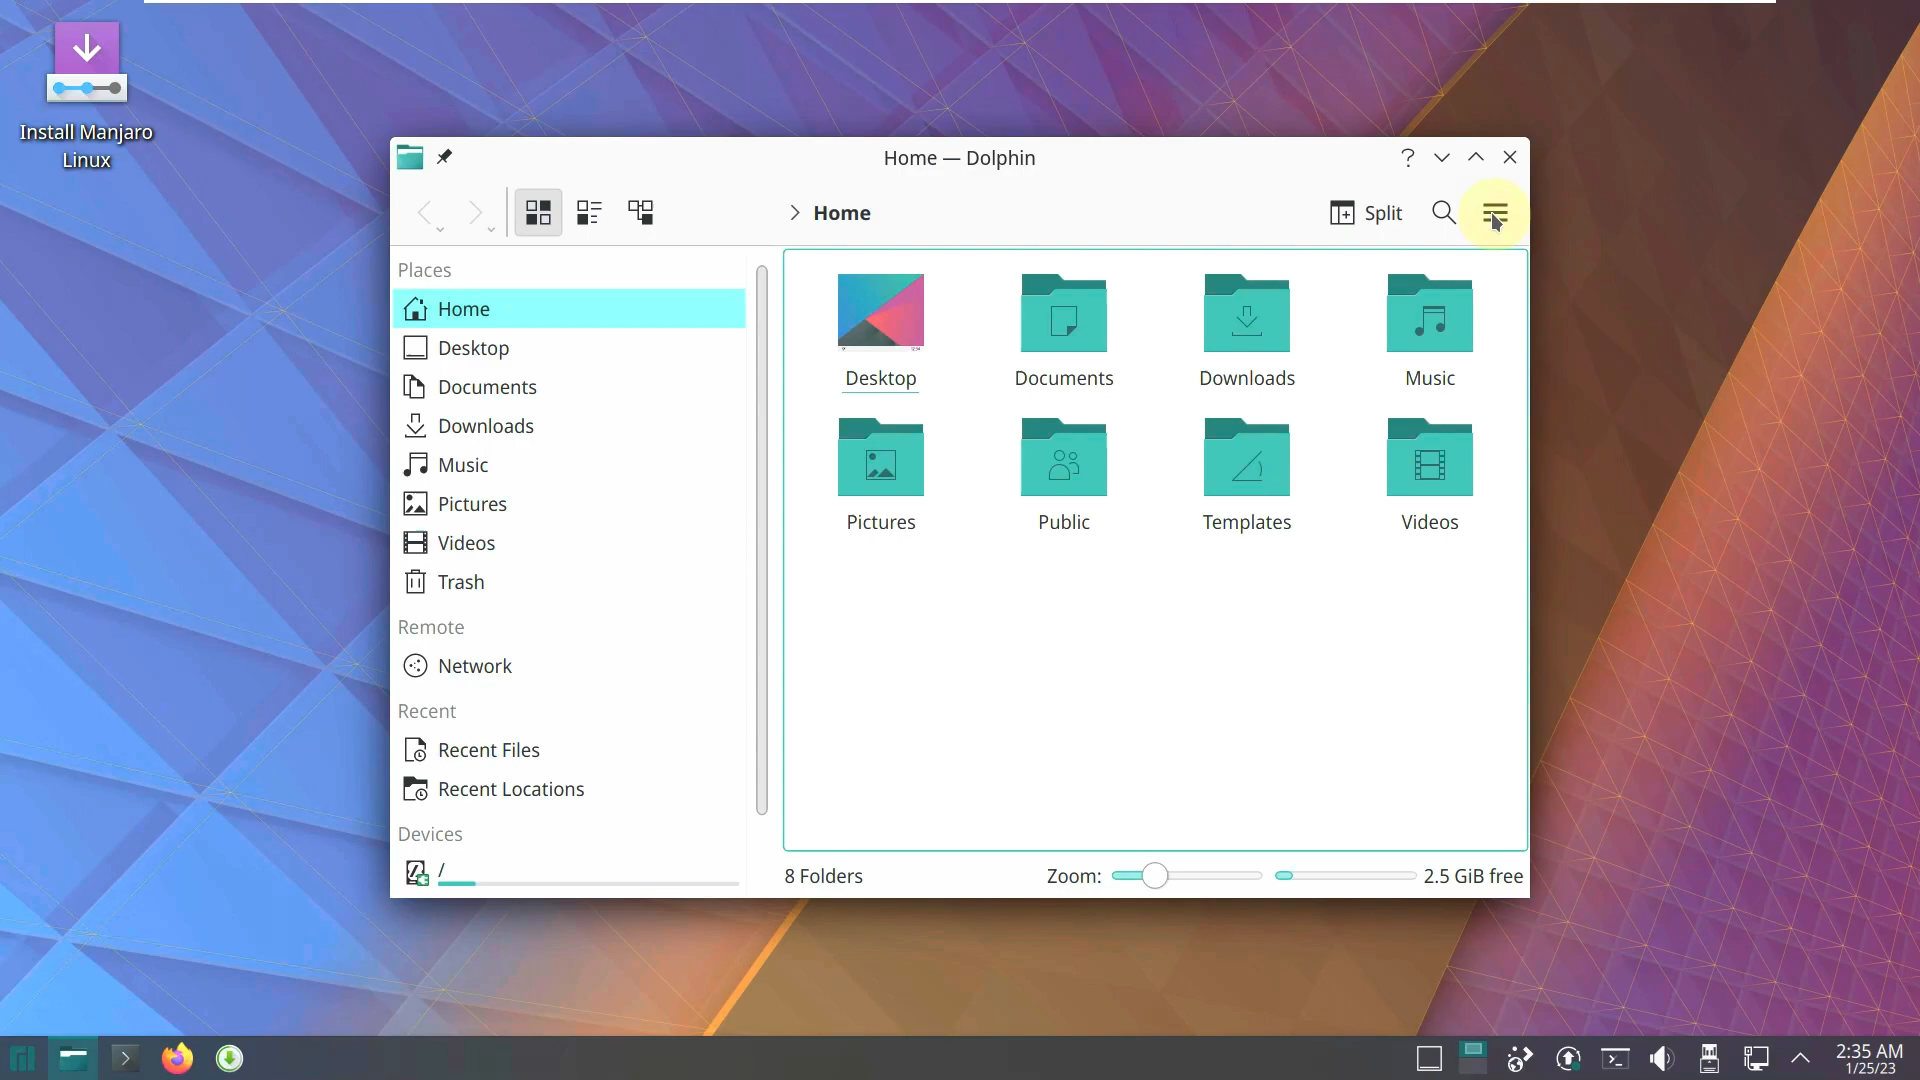 Install Manjaro
Linux
Home — Dolphin
Home
Split
Places
Home
Desktop
Documents
Downloads
Music
Pictures
Videos
Trash
Remote
Network
Recent
Recent Files
Recent Locations
Devices
/
Desktop
Documents
Downloads
Music
Pictures
Public
Templates
Videos
8 Folders
Zoom:
2.5 GiB free
2:35 AM
1/25/23